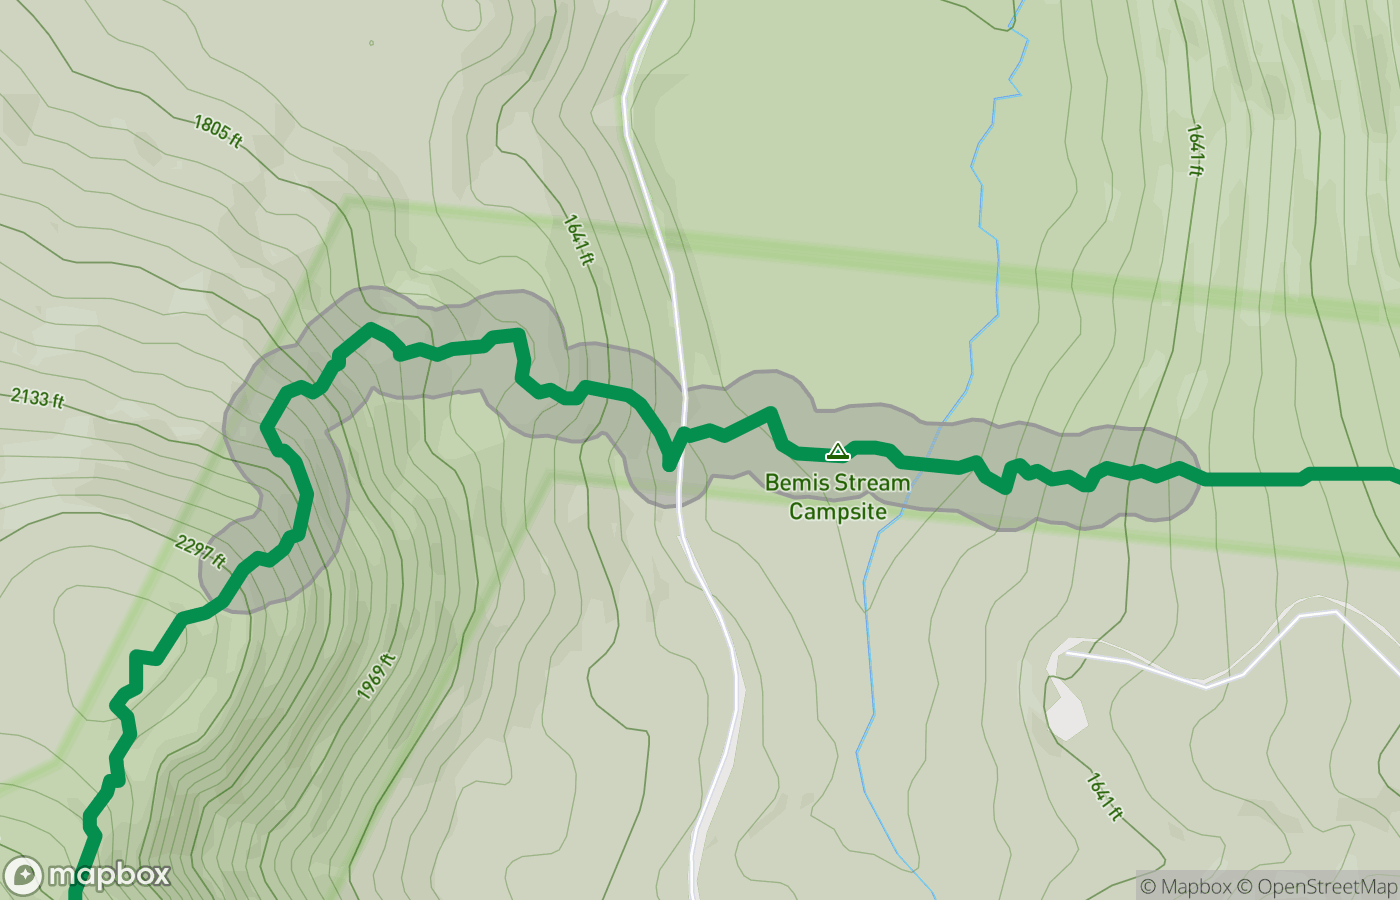 1805 ft
1641 ft
1641 ft
2133 ft
Bemis Stream
Campsite
2297 ft
1969 ft
1641 ft
mapbox
© Mapbox © OpenStreetMap